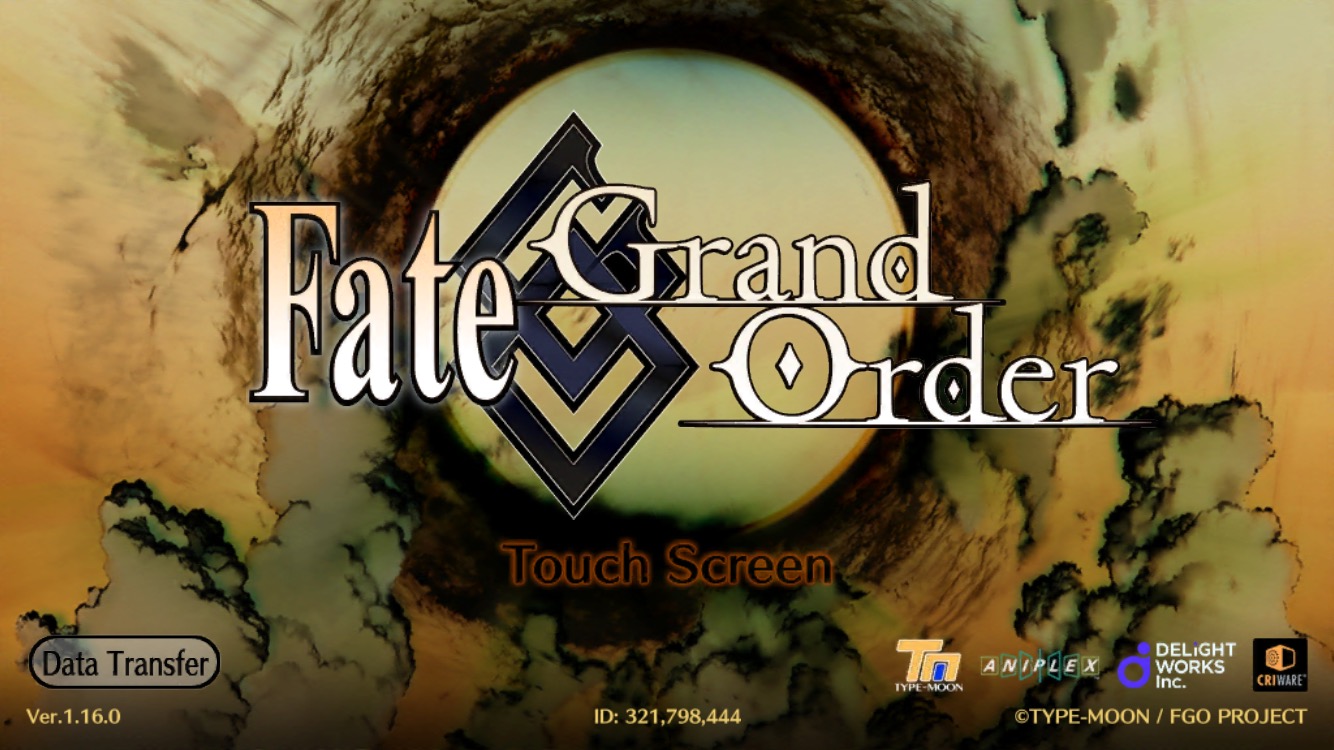 Fate
Grand
Order
Touch Screen
Data Transfer
TM
TYPE-MOON
ANIPLEX
DELiGHT
WORKS
Inc.
CRIWARE
Ver.1.16.0
ID: 321,798,444
©TYPE-MOON / FGO PROJECT